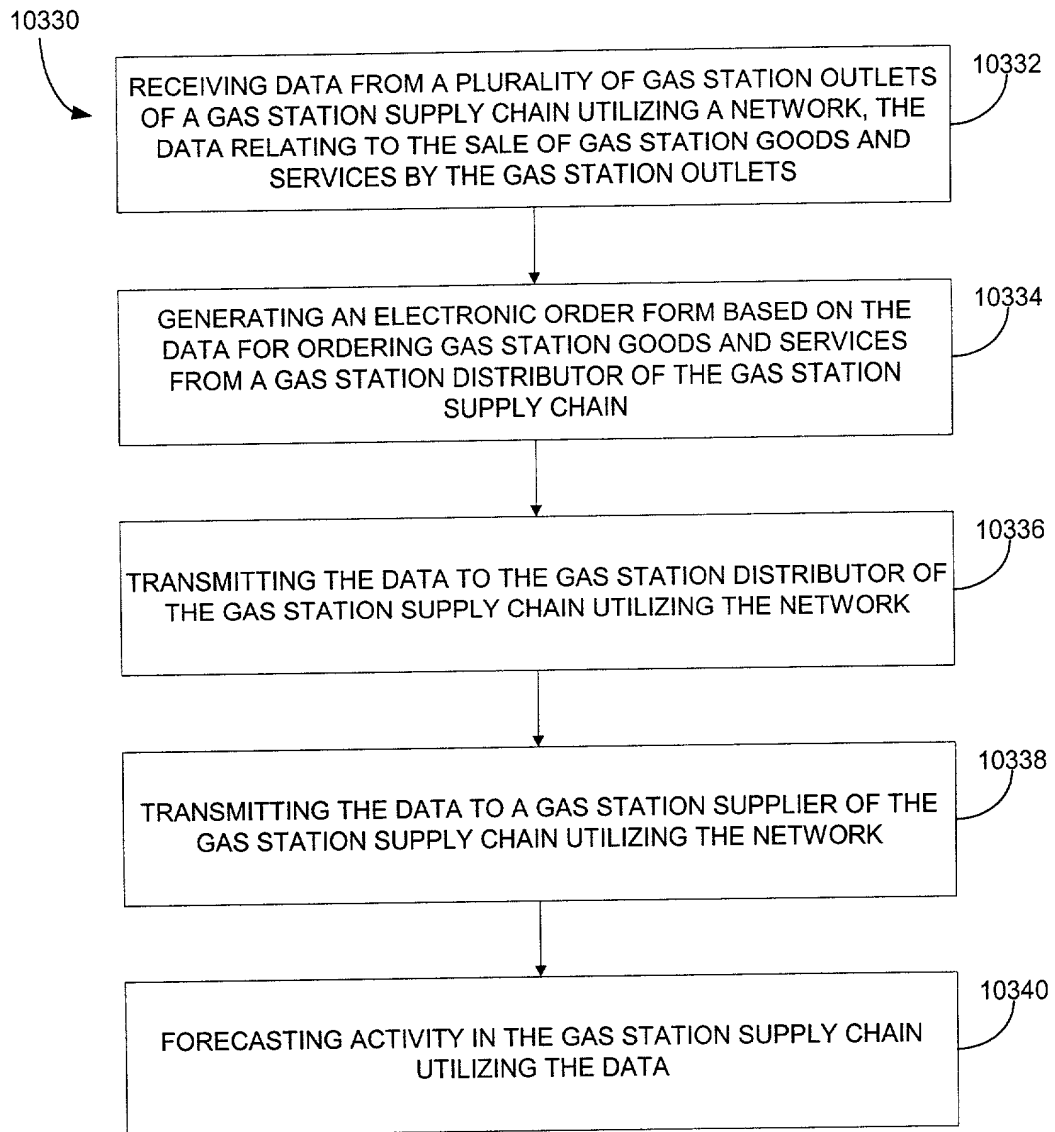 10330
RECEIVING DATA FROM A PLURALITY OF GAS STATION OUTLETS
OF A GAS STATION SUPPLY CHAIN UTILIZING A NETWORK, THE
DATA RELATING TO THE SALE OF GAS STATION GOODS AND
SERVICES BY THE GAS STATION OUTLETS
10332
GENERATING AN ELECTRONIC ORDER FORM BASED ON THE
DATA FOR ORDERING GAS STATION GOODS AND SERVICES
FROM A GAS STATION DISTRIBUTOR OF THE GAS STATION
SUPPLY CHAIN
10334
TRANSMITTING THE DATA TO THE GAS STATION DISTRIBUTOR OF
THE GAS STATION SUPPLY CHAIN UTILIZING THE NETWORK
10336
TRANSMITTING THE DATA TO A GAS STATION SUPPLIER OF THE
GAS STATION SUPPLY CHAIN UTILIZING THE NETWORK
10338
FORECASTING ACTIVITY IN THE GAS STATION SUPPLY CHAIN
UTILIZING THE DATA
10340